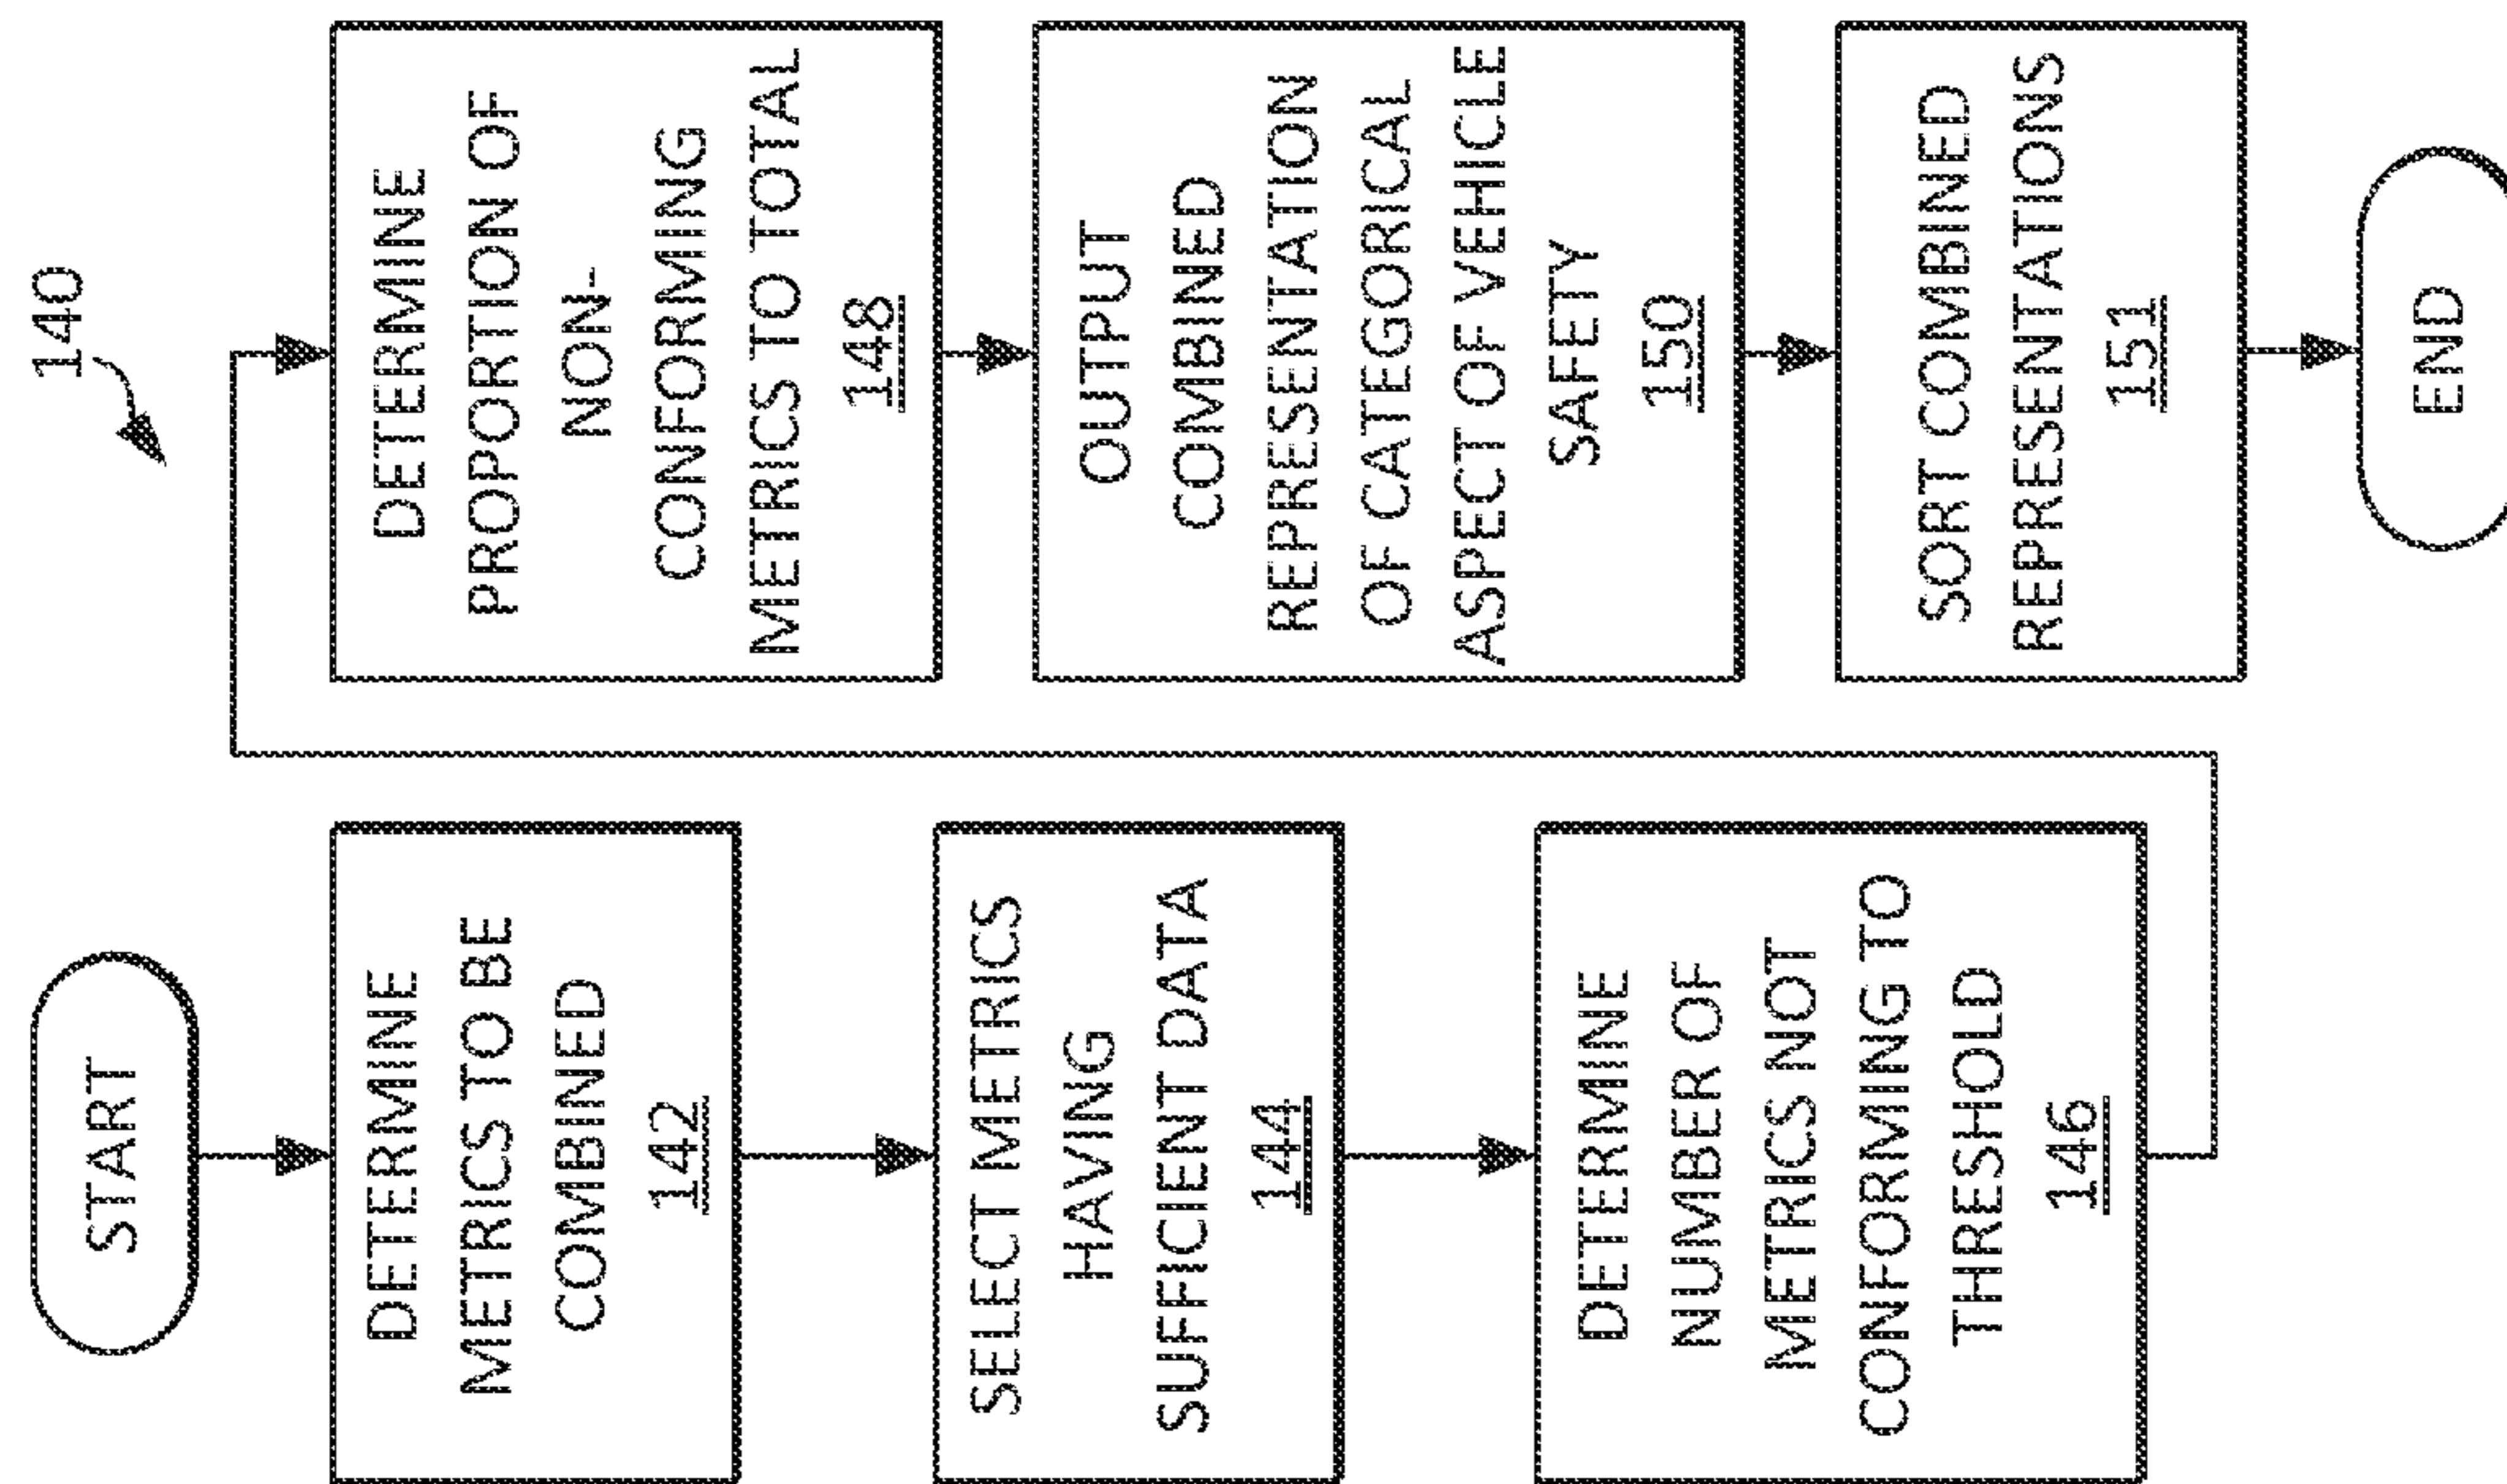 140
START
DETERMINE
METRICS TO BE
COMBINED
142
SELECT METRICS
HAVING
SUFFICIENT DATA
144
DETERMINE
NUMBER OF
METRICS NOT
CONFORMING TO
THRESHOLD
146
DETERMINE
PROPORTION OF
NON-
CONFORMING
METRICS TO TOTAL
148
OUTPUT
COMBINED
REPRESENTATION
OF CATEGORICAL
ASPECT OF VEHICLE
SAFETY
150
SORT COMBINED
REPRESENTATIONS
151
END